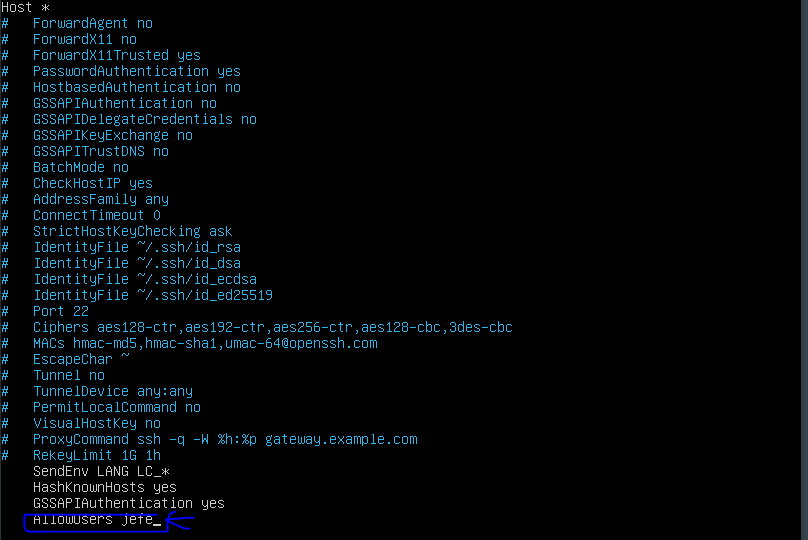 Host *
#   ForwardAgent no
#   ForwardX11 no
#   ForwardX11Trusted yes
#   PasswordAuthentication yes
#   HostbasedAuthentication no
#   GSSAPIAuthentication no
#   GSSAPIDelegateCredentials no
#   GSSAPIKeyExchange no
#   GSSAPITrustDNS no
#   BatchMode no
#   CheckHostIP yes
#   AddressFamily any
#   ConnectTimeout 0
#   StrictHostKeyChecking ask
#   IdentityFile ~/.ssh/id_rsa
#   IdentityFile ~/.ssh/id_dsa
#   IdentityFile ~/.ssh/id_ecdsa
#   IdentityFile ~/.ssh/id_ed25519
#   Port 22
#   Ciphers aes128-ctr,aes192-ctr,aes256-ctr,aes128-cbc,3des-cbc
#   MACs hmac-md5,hmac-sha1,umac-64@openssh.com
#   EscapeChar ~
#   Tunnel no
#   TunnelDevice any:any
#   PermitLocalCommand no
#   VisualHostKey no
#   ProxyCommand ssh -q -W %h:%p gateway.example.com
#   RekeyLimit 1G 1h
    SendEnv LANG LC_*
    HashKnownHosts yes
    GSSAPIAuthentication yes
    AllowUsers jefe_